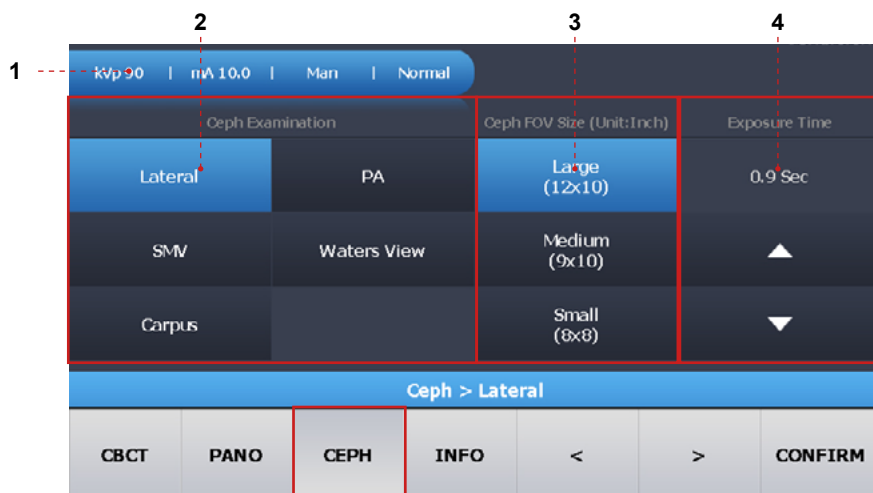 2 3 4
1
kVp 90 | mA 10.0 | Man | Normal
Ceph Examination Ceph FOV Size (Unit:Inch) Exposure Time
Lateral PA Large (12x10) 0.9 Sec
SMV Waters View Medium (9x10)
Carpus Small (8x8)
Ceph > Lateral
CBCT PANO CEPH INFO < > CONFIRM